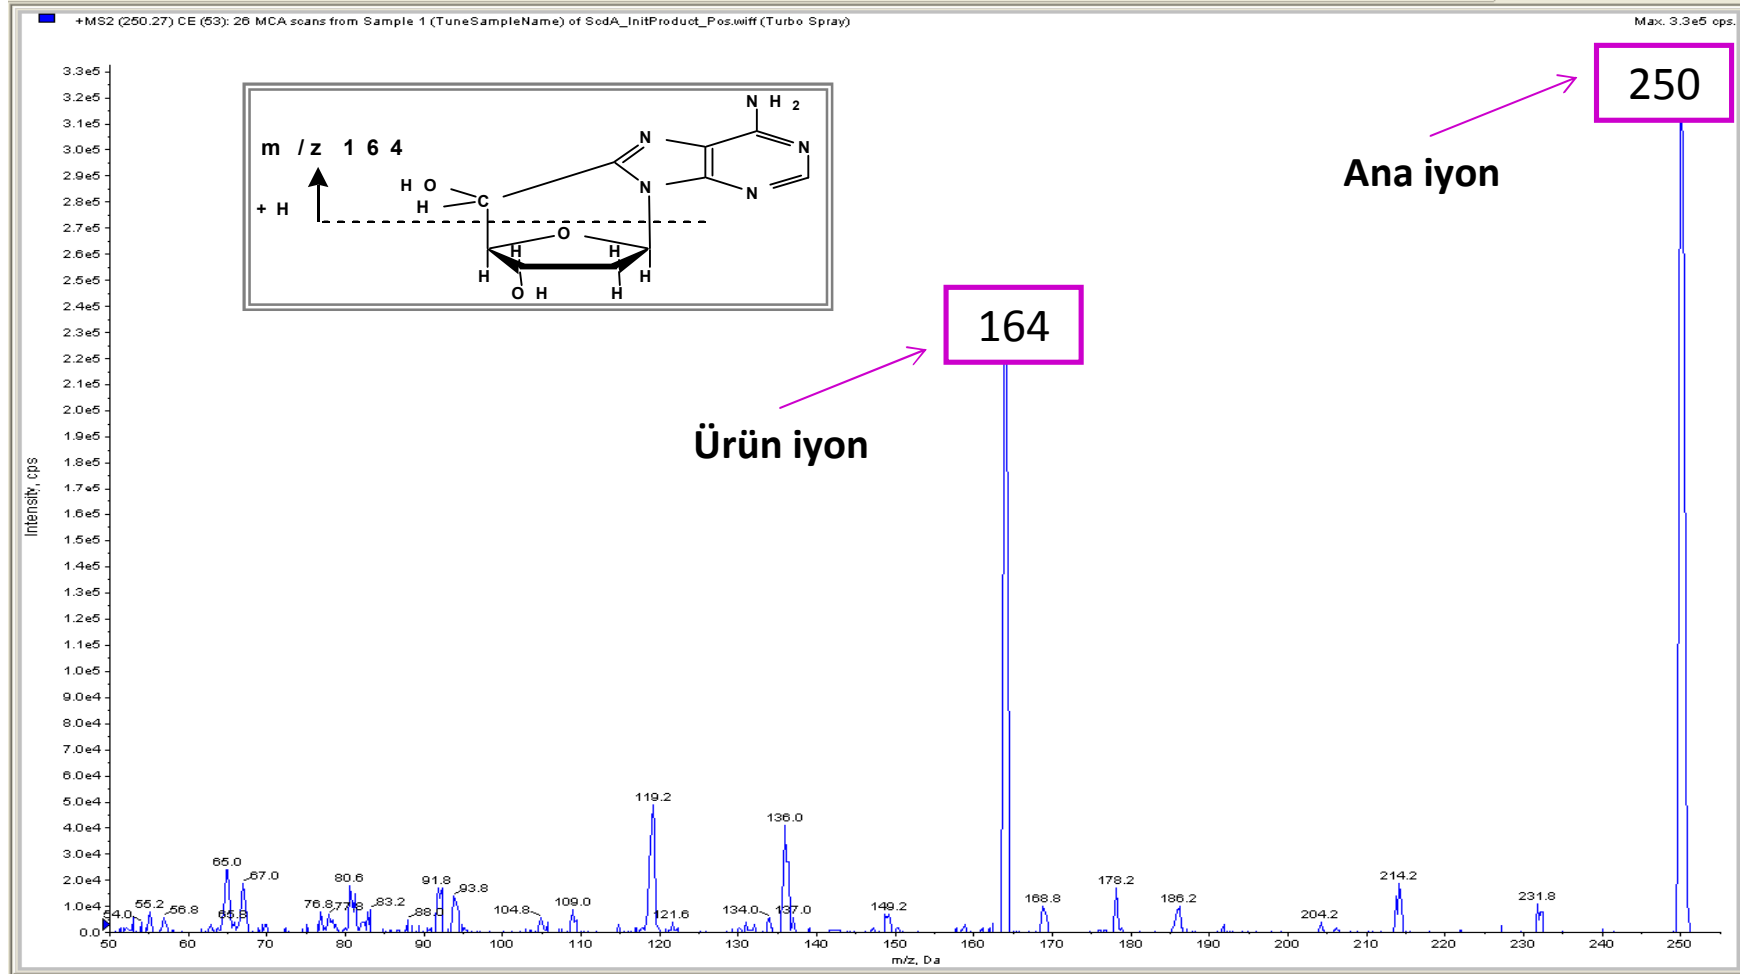 +MS2 (250.27) CE (53): 26 MCA scans from Sample 1 (TuneSampleName) of ScdA_InitProduct_Pos.wiff (Turbo Spray)
Max. 3.3e5 cps.
250
Ana iyon
164
Ürün iyon
m / z 1 6 4
+ H
N H 2
N
N
N
N
H O
H
C
O
H
H
H
H
O H
H
Intensity, cps
3.3e5
3.2e5
3.1e5
3.0e5
2.9e5
2.8e5
2.7e5
2.6e5
2.5e5
2.4e5
2.3e5
2.2e5
2.1e5
2.0e5
1.9e5
1.8e5
1.7e5
1.6e5
1.5e5
1.4e5
1.3e5
1.2e5
1.1e5
1.0e5
9.0e4
8.0e4
7.0e4
6.0e4
5.0e4
4.0e4
3.0e4
2.0e4
1.0e4
0.0
54.0
55.2
56.8
65.0
65.8
67.0
76.8
80.6
83.2
88.0
91.8
93.8
104.8
109.0
119.2
121.6
134.0
136.0
137.0
149.2
168.8
178.2
186.2
204.2
214.2
231.8
50 60 70 80 90 100 110 120 130 140 150 160 170 180 190 200 210 220 230 240 250
m/z, Da